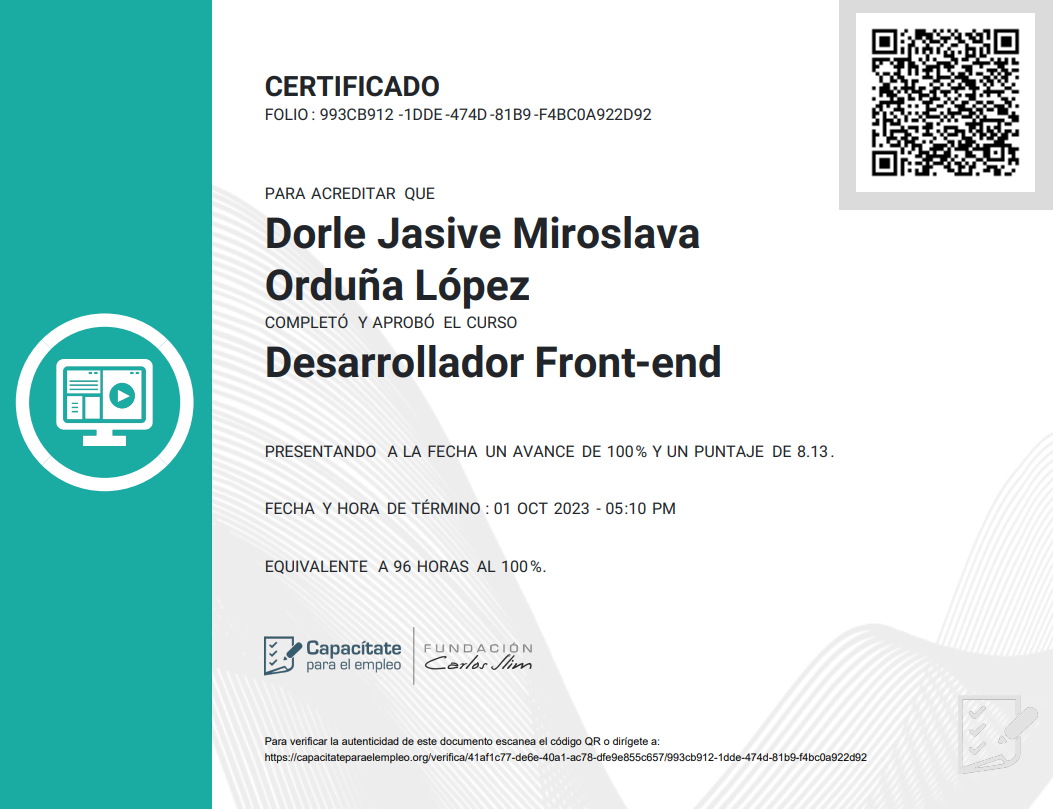 CERTIFICADO
FOLIO : 993CB912 -1DDE -474D -81B9 -F4BC0A922D92
PARA ACREDITAR QUE
Dorle Jasive Miroslava
Orduña López
COMPLETÓ Y APROBÓ EL CURSO
Desarrollador Front-end
PRESENTANDO A LA FECHA UN AVANCE DE 100% Y UN PUNTAJE DE 8.13.
FECHA Y HORA DE TÉRMINO : 01 OCT 2023 - 05:10 PM
EQUIVALENTE A 96 HORAS AL 100%.
Capacítate
para el empleo
FUNDACIÓN
Carlos Slim
Para verificar la autenticidad de este documento escanea el código QR o dirígete a:
https://capacitateparaelempleo.org/verifica/41af1c77-de6e-40a1-ac78-dfe9e855c657/993cb912-1dde-474d-81b9-f4bc0a922d92